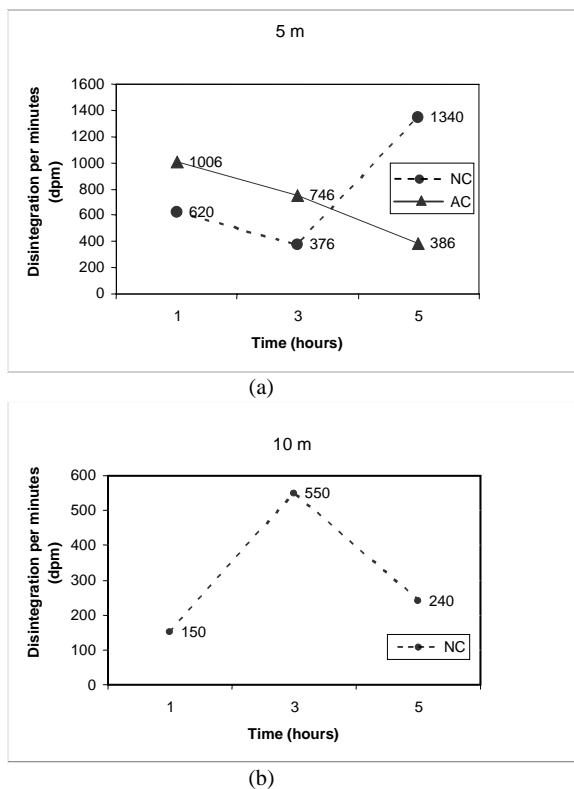 5 m
1600
1400
1200
1000
800
600
400
200
0
1340
1006
746
620
376
386
NC
AC
1 3 5
Time (hours)
Disintegration per minutes
(dpm)
(a)
10 m
600
500
400
300
200
100
0
550
240
150
NC
1 3 5
Time (hours)
Disintegration per minutes
(dpm)
(b)